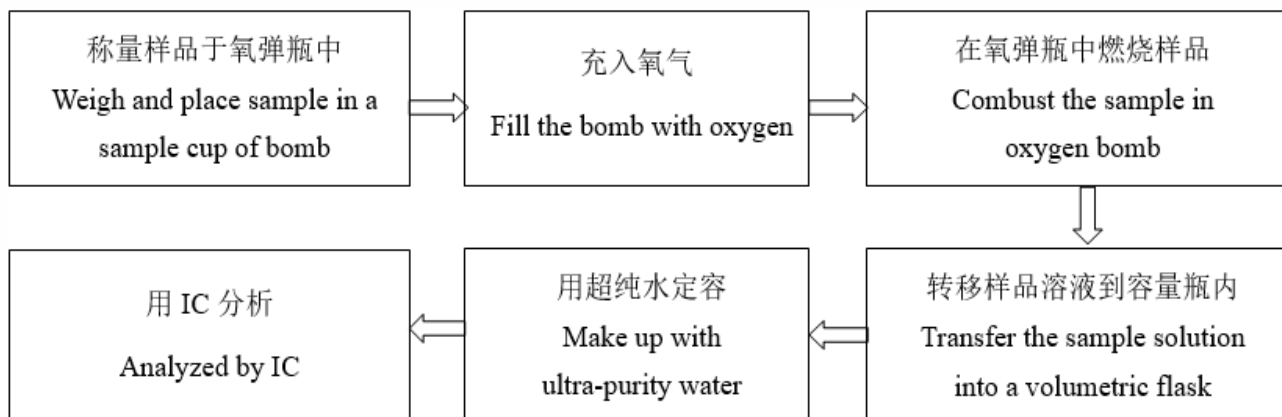 称量样品于氧弹瓶中
Weigh and place sample in a
sample cup of bomb
充入氧气
Fill the bomb with oxygen
在氧弹瓶中燃烧样品
Combust the sample in
oxygen bomb
转移样品溶液到容量瓶内
Transfer the sample solution
into a volumetric flask
用超纯水定容
Make up with
ultra-purity water
用 IC 分析
Analyzed by IC